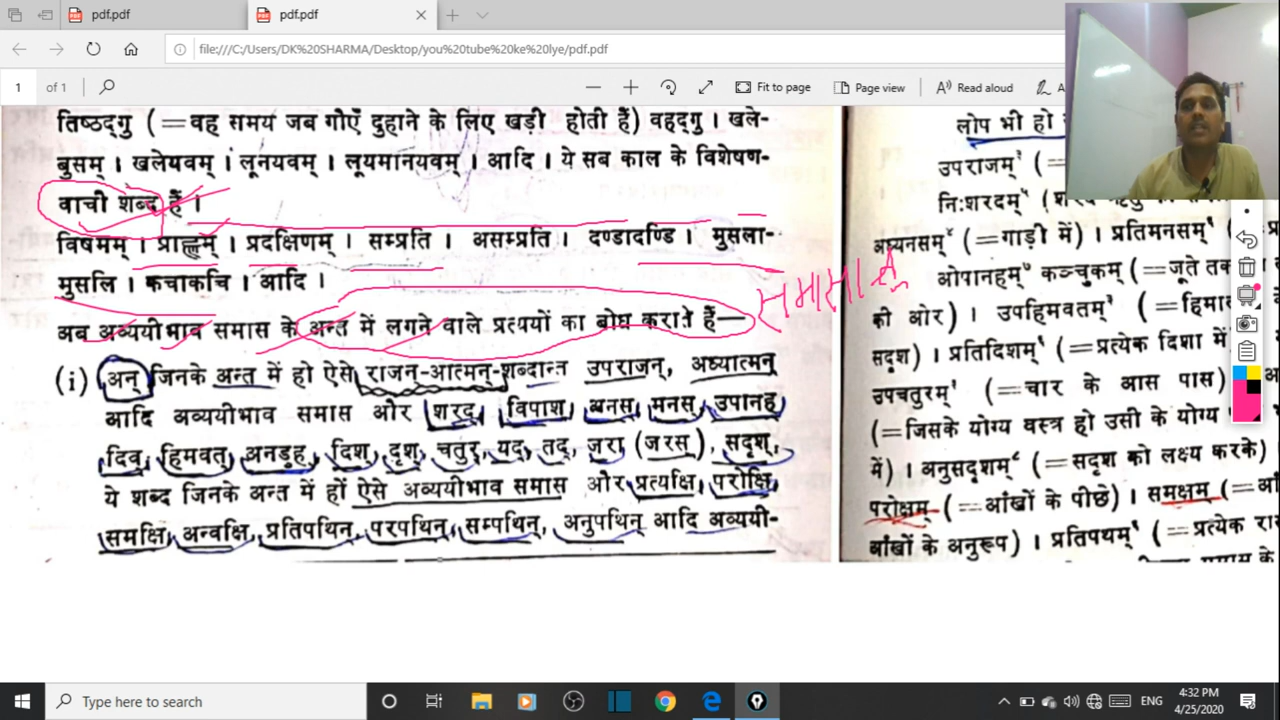 pdf.pdf
pdf.pdf
file:///C:/Users/DK%20SHARMA/Desktop/you%20tube%20ke%20lye/pdf.pdf
1 of 1
Fit to page
Page view
Read aloud
तिष्ठद्गु (=वह समय जब गौएँ दुहाने के लिए खड़ी होती हैं) वहद्गु । खले-
बुसम् । खलेयवम् । लूनयवम् । लूयमानयवम् । आदि । ये सब काल के विशेषण-
वाची शब्द हैं ।
विषमम् । प्राह्णम् । प्रदक्षिणम् । सम्प्रति । असम्प्रति । दण्डादण्डि । मुसला-
मुसलि । कचाकचि । आदि ।
समासान्त
अब अव्ययीभाव समास के अन्त में लगने वाले प्रत्ययों का बोध कराते हैं—
(i) अन् जिनके अन्त में हो ऐसे राजन-आत्मन्-शब्दान्त उपराजन्, अध्यात्मन्
आदि अव्ययीभाव समास और शरद्, विपाश, अनस्, मनस्, उपानह्
दिव्, हिमवत्, अनडुह्, दिश्, दृश्, चतुर्, यद्, तद्, जरा (जरस्), सदृश्,
ये शब्द जिनके अन्त में हों ऐसे अव्ययीभाव समास और प्रत्यक्षि, परोक्षि,
समक्षि, अन्वक्षि, प्रतिपथिन्, परपथिन्, सम्पथिन्, अनुपथिन् आदि अव्ययी-
लोप भी हो
उपराजम् (=
निःशरदम् (शरद्
अध्यनसम् (=गाड़ी में) । प्रतिमनसम् (=
ओपानहम् कञ्चुकम् (=जूते तक
की ओर) । उपहिमवतम् (=हिमा
सदृश) । प्रतिदिशम् (=प्रत्येक दिशा में
उपचतुरम् (=चार के आस पास)
(=जिसके योग्य वस्त्र हो उसी के योग्य
में) । अनुसदृशम् (=सदृश को लक्ष्य करके)
परोक्षम् (=आंखों के पीछे) । समक्षम् (=
आंखों के अनुरूप) । प्रतिपथम् (=प्रत्येक
Type here to search
ENG
4:32 PM
4/25/2020